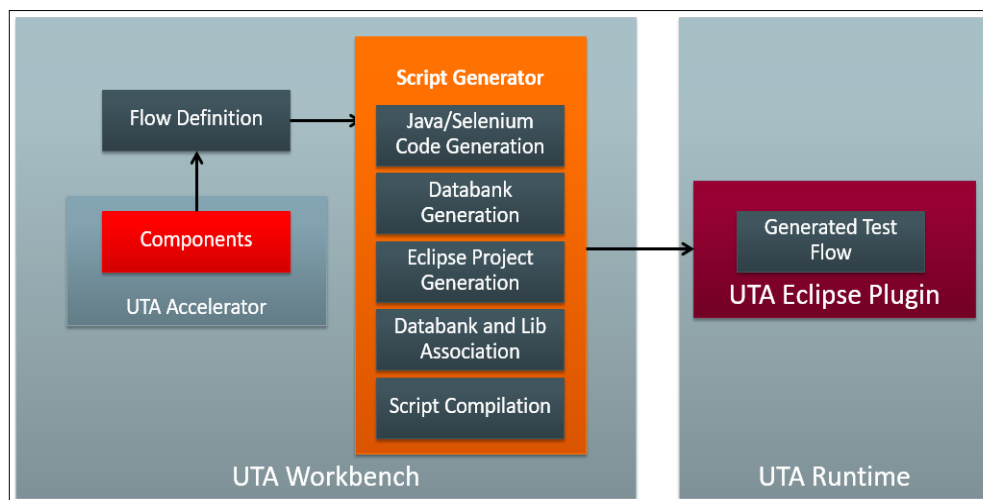 Flow Definition
Components
UTA Accelerator
Script Generator
Java/Selenium
Code Generation
Databank
Generation
Eclipse Project
Generation
Databank and Lib
Association
Script Compilation
UTA Workbench
Generated Test
Flow
UTA Eclipse Plugin
UTA Runtime